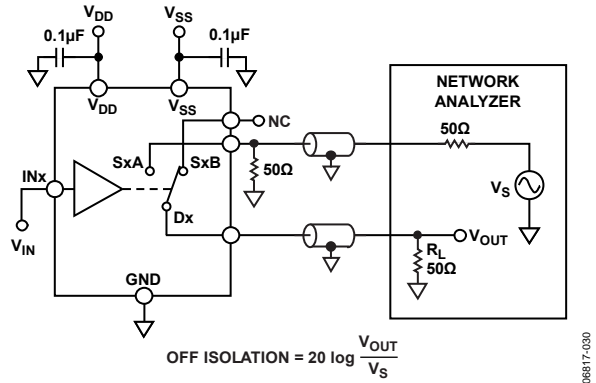 VDD
VSS
0.1µF
0.1µF
VDD
VSS
NC
NETWORK
ANALYZER
50Ω
SxA
SxB
50Ω
INx
VS
Dx
VOUT
VIN
RL
50Ω
GND
OFF ISOLATION = 20 log VOUT
VS
06817-030